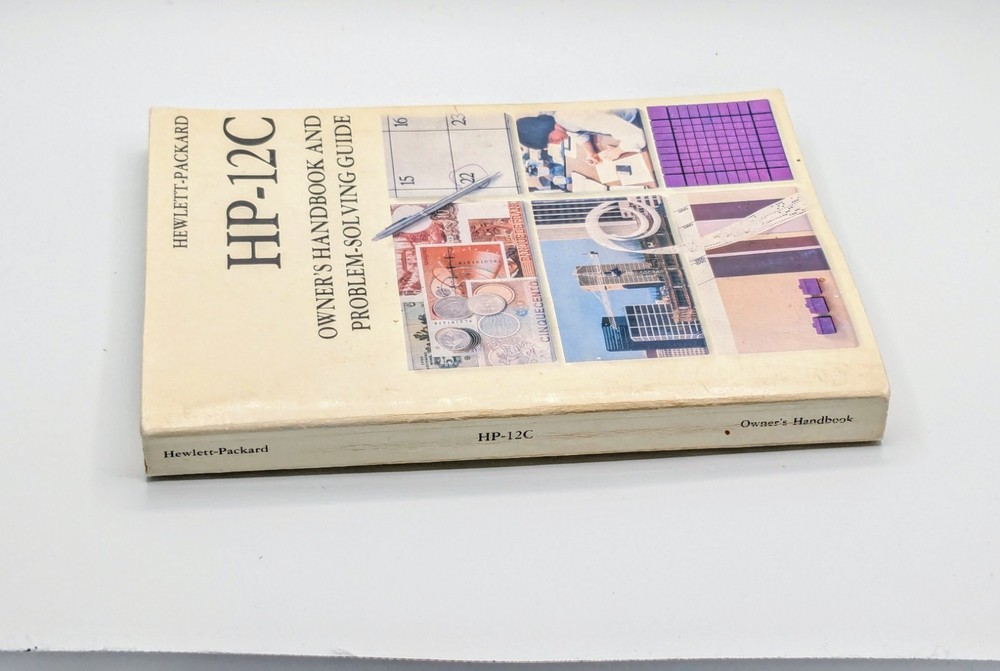 HEWLETT-PACKARD
HP-12C
OWNER'S HANDBOOK AND
PROBLEM-SOLVING GUIDE
16
23
15
22
CINQUECENTO
Hewlett-Packard
HP-12C
Owner's Handbook